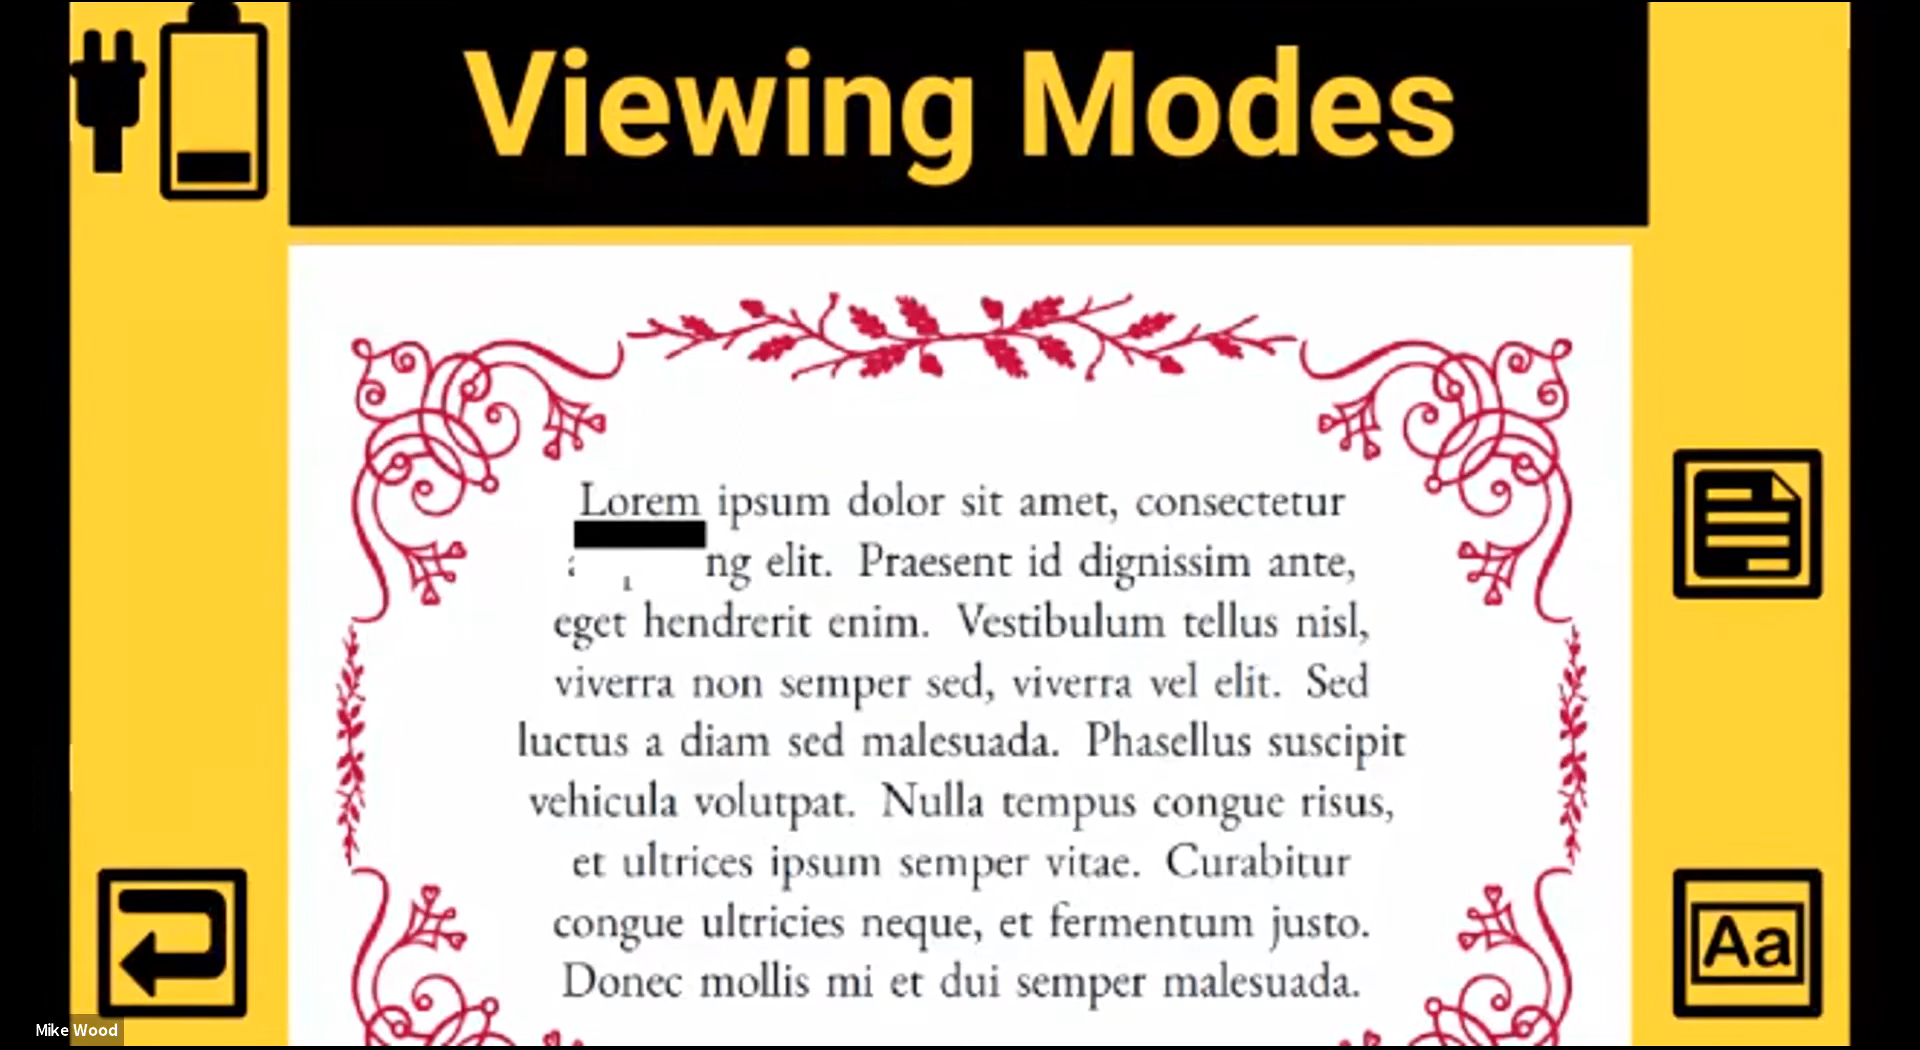 Viewing Modes
Lorem ipsum dolor sit amet, consectetur
ng elit. Praesent id dignissim ante,
eget hendrerit enim. Vestibulum tellus nisl,
viverra non semper sed, viverra vel elit. Sed
luctus a diam sed malesuada. Phasellus suscipit
vehicula volutpat. Nulla tempus congue risus,
et ultrices ipsum semper vitae. Curabitur
congue ultricies neque, et fermentum justo.
Donec mollis mi et dui semper malesuada.
Aa
Mike Wood